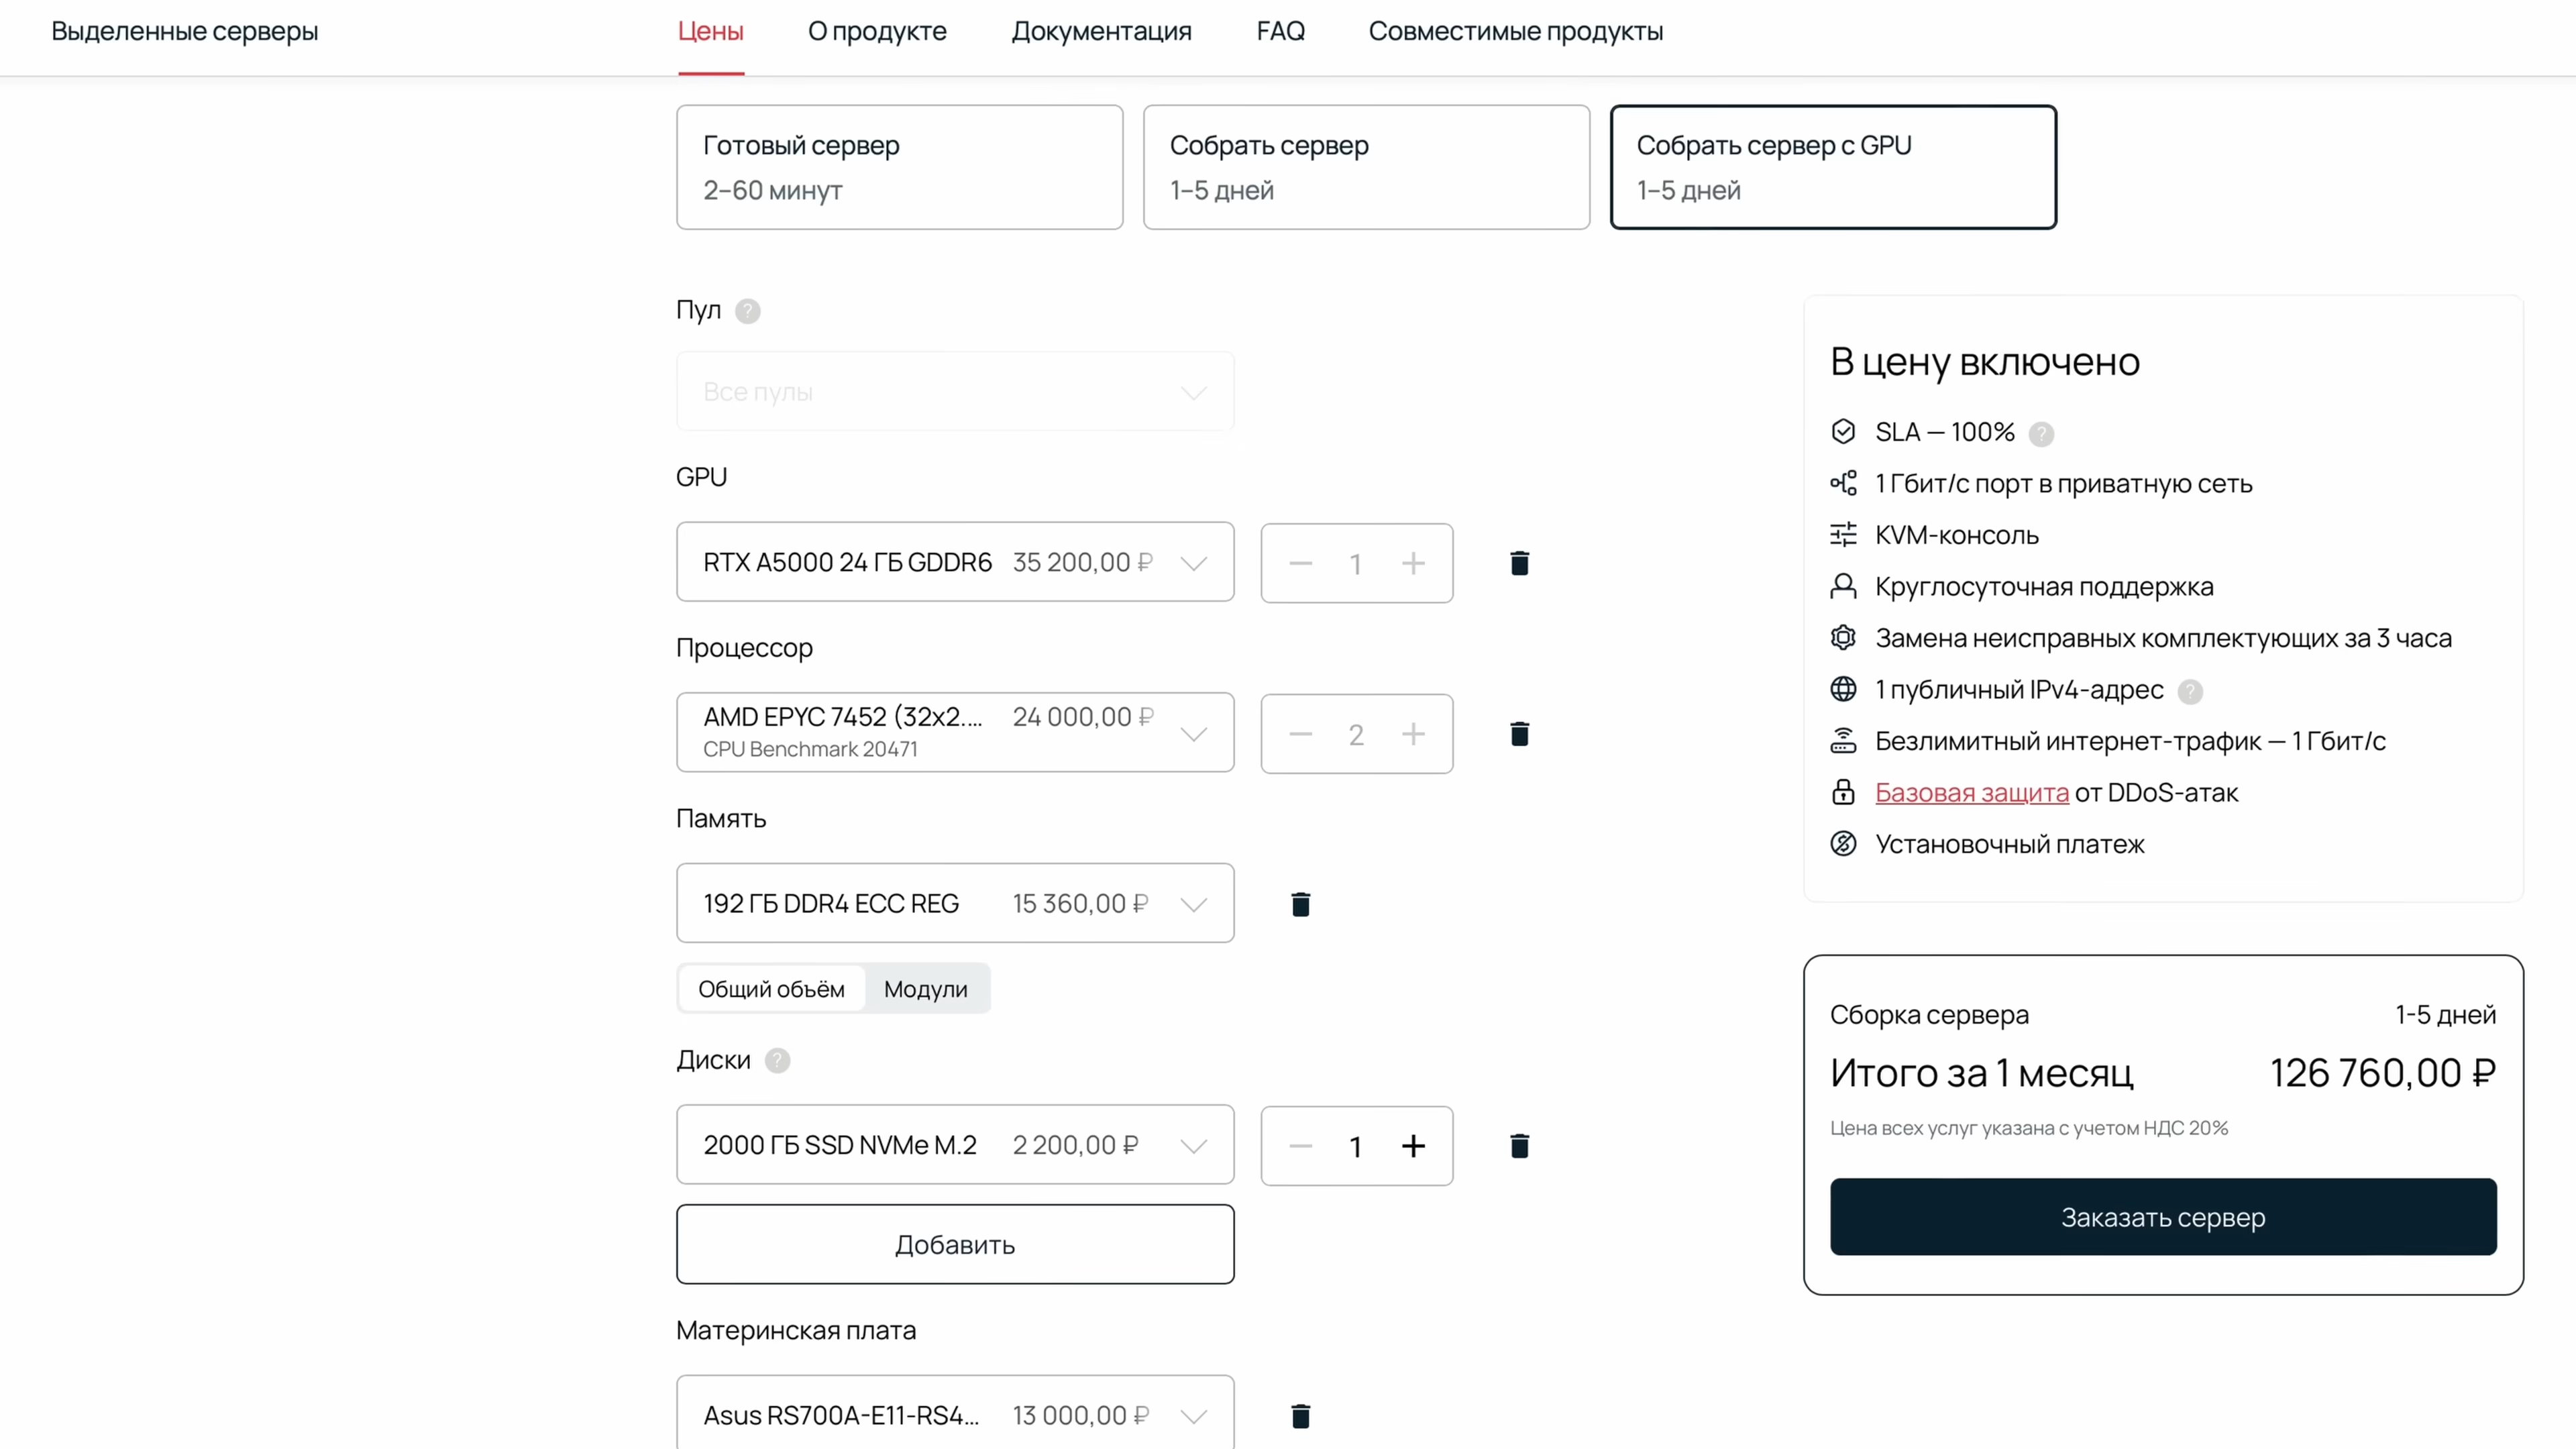 Выделенные серверы
Цены
О продукте
Документация
FAQ
Совместимые продукты
Готовый сервер
2–60 минут
Собрать сервер
1–5 дней
Собрать сервер с GPU
1–5 дней
Пул ?
Все пулы
GPU
RTX A5000 24 ГБ GDDR6 35 200,00 ₽
1
Процессор
AMD EPYC 7452 (32x2.... 24 000,00 ₽
CPU Benchmark 20471
2
Память
192 ГБ DDR4 ECC REG 15 360,00 ₽
Общий объём
Модули
Диски ?
2000 ГБ SSD NVMe M.2 2 200,00 ₽
1
Добавить
Материнская плата
Asus RS700A-E11-RS4... 13 000,00 ₽
В цену включено
SLA — 100% ?
1 Гбит/с порт в приватную сеть
KVM-консоль
Круглосуточная поддержка
Замена неисправных комплектующих за 3 часа
1 публичный IPv4-адрес ?
Безлимитный интернет-трафик — 1 Гбит/с
Базовая защита от DDoS-атак
Установочный платеж
Сборка сервера 1-5 дней
Итого за 1 месяц 126 760,00 ₽
Цена всех услуг указана с учетом НДС 20%
Заказать сервер